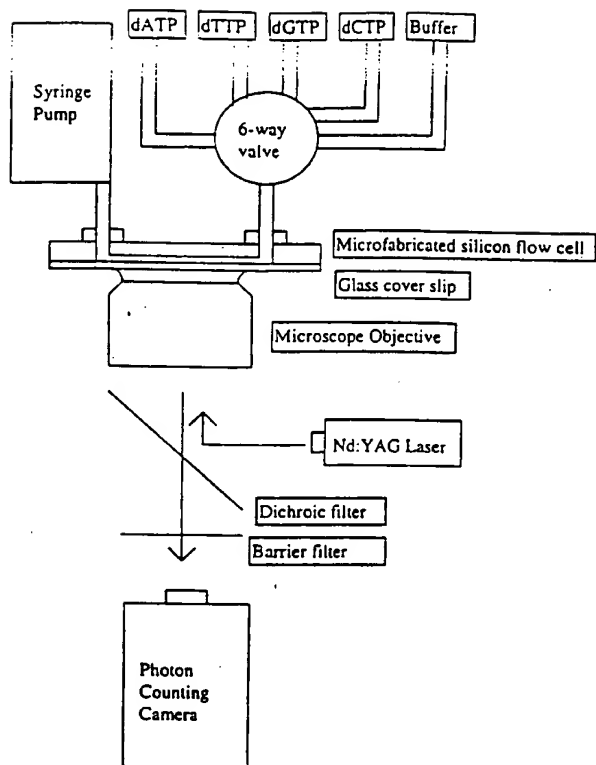 dATP dTTP dGTP dCTP Buffer
Syringe
Pump
6-way
valve
Microfabricated silicon flow cell
Glass cover slip
Microscope Objective
Nd:YAG Laser
Dichroic filter
Barrier filter
Photon
Counting
Camera